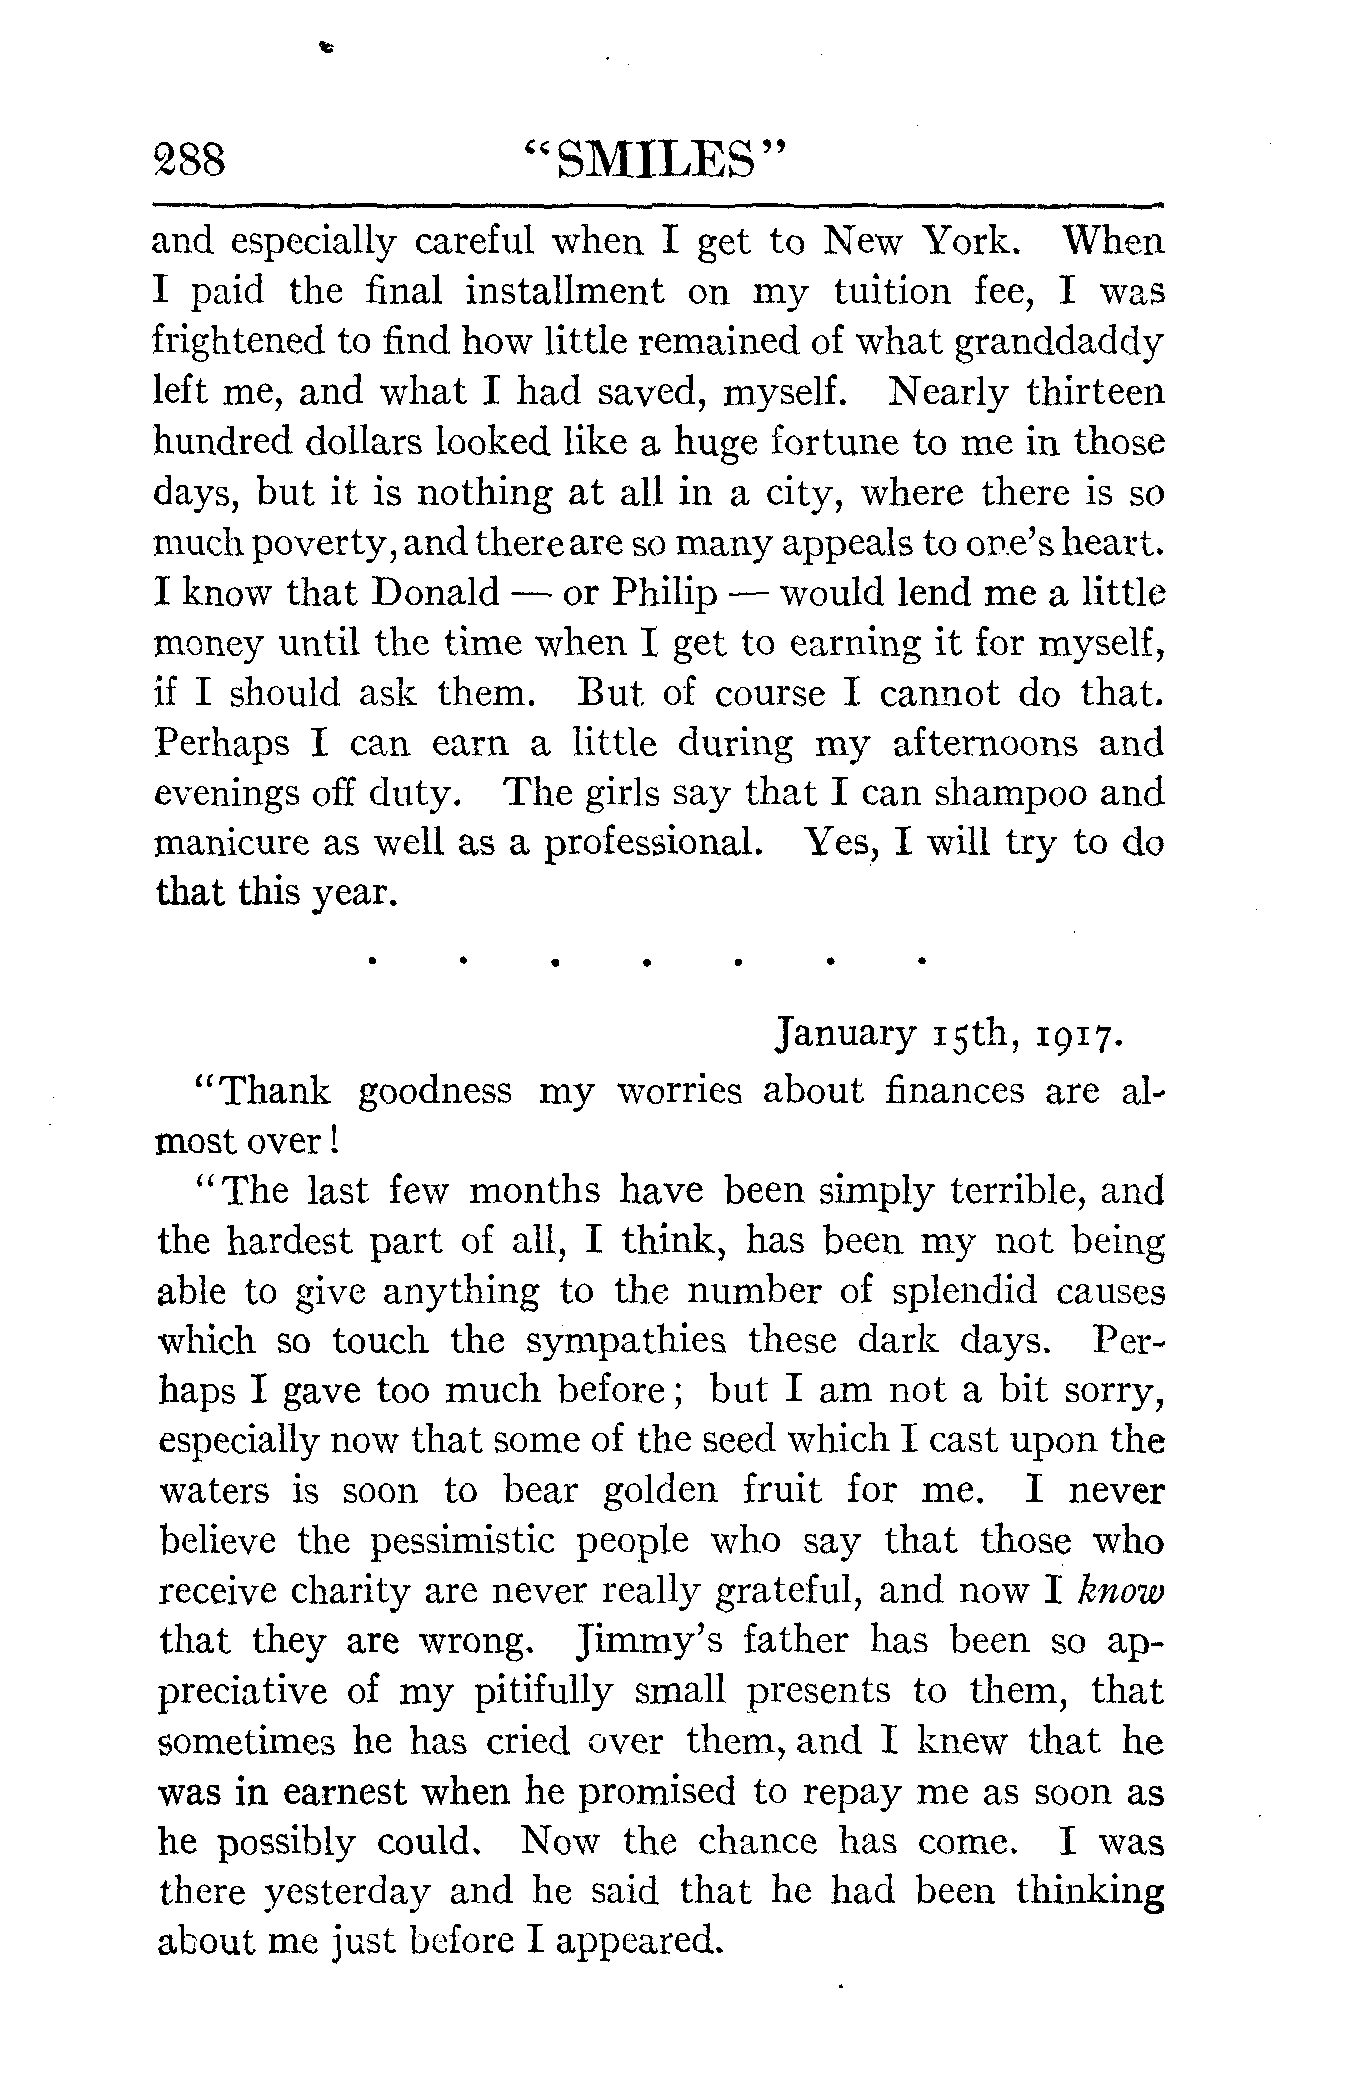 288 "SMILES"
and especially careful when I get to New York. When
I paid the final installment on my tuition fee, I was
frightened to find how little remained of what granddaddy
left me, and what I had saved, myself. Nearly thirteen
hundred dollars looked like a huge fortune to me in those
days, but it is nothing at all in a city, where there is so
much poverty, and there are so many appeals to one's heart.
I know that Donald — or Philip — would lend me a little
money until the time when I get to earning it for myself,
if I should ask them. But of course I cannot do that.
Perhaps I can earn a little during my afternoons and
evenings off duty. The girls say that I can shampoo and
manicure as well as a professional. Yes, I will try to do
that this year.
. . . . . . .
January 15th, 1917.
"Thank goodness my worries about finances are al-
most over!
"The last few months have been simply terrible, and
the hardest part of all, I think, has been my not being
able to give anything to the number of splendid causes
which so touch the sympathies these dark days. Per-
haps I gave too much before; but I am not a bit sorry,
especially now that some of the seed which I cast upon the
waters is soon to bear golden fruit for me. I never
believe the pessimistic people who say that those who
receive charity are never really grateful, and now I know
that they are wrong. Jimmy's father has been so ap-
preciative of my pitifully small presents to them, that
sometimes he has cried over them, and I knew that he
was in earnest when he promised to repay me as soon as
he possibly could. Now the chance has come. I was
there yesterday and he said that he had been thinking
about me just before I appeared.